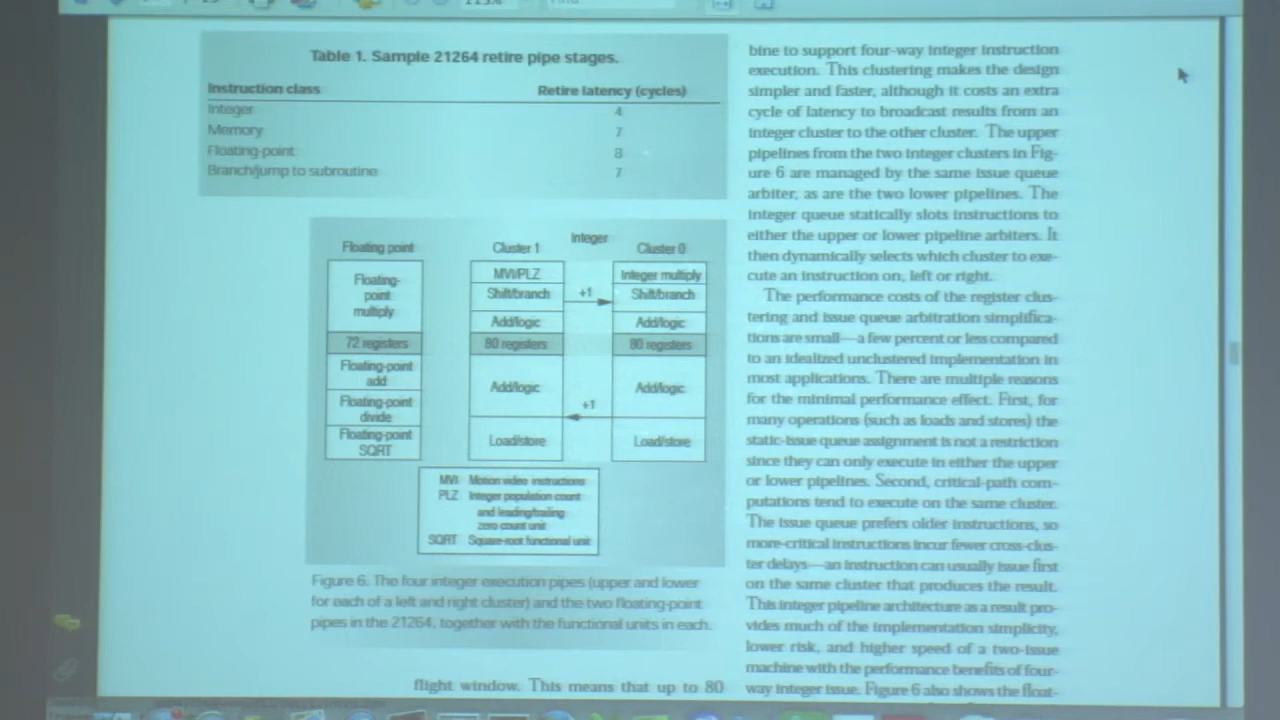 Table 1. Sample 21264 retire pipe stages.
Instruction class Retire latency (cycles)
Integer 4
Memory 7
Floating-point 8
Branch/jump to subroutine 7
Integer
Floating point Cluster 1 Cluster 0
Floating-
point
multiply
72 registers
Floating-point
add
Floating-point
divide
Floating-point
SQRT
MVI/PLZ
Shift/branch
Add/logic
80 registers
Add/logic
Load/store
+1
+1
Integer multiply
Shift/branch
Add/logic
80 registers
Add/logic
Load/store
MVI Motion video instructions
PLZ Integer population count
and leading/trailing
zero count unit
SQRT Square-root functional unit
Figure 6. The four integer execution pipes (upper and lower
for each of a left and right cluster) and the two floating-point
pipes in the 21264, together with the functional units in each.
flight window. This means that up to 80
bine to support four-way integer instruction
execution. This clustering makes the design
simpler and faster, although it costs an extra
cycle of latency to broadcast results from an
integer cluster to the other cluster. The upper
pipelines from the two integer clusters in Fig-
ure 6 are managed by the same issue queue
arbiter, as are the two lower pipelines. The
integer queue statically slots instructions to
either the upper or lower pipeline arbiters. It
then dynamically selects which cluster to exe-
cute an instruction on, left or right.
The performance costs of the register clus-
tering and issue queue arbitration simplifica-
tions are small—a few percent or less compared
to an idealized unclustered implementation in
most applications. There are multiple reasons
for the minimal performance effect. First, for
many operations (such as loads and stores) the
static-issue queue assignment is not a restriction
since they can only execute in either the upper
or lower pipelines. Second, critical-path com-
putations tend to execute on the same cluster.
The issue queue prefers older instructions, so
more-critical instructions incur fewer cross-clus-
ter delays—an instruction can usually issue first
on the same cluster that produces the result.
This integer pipeline architecture as a result pro-
vides much of the implementation simplicity,
lower risk, and higher speed of a two-issue
machine with the performance benefits of four-
way integer issue. Figure 6 also shows the float-